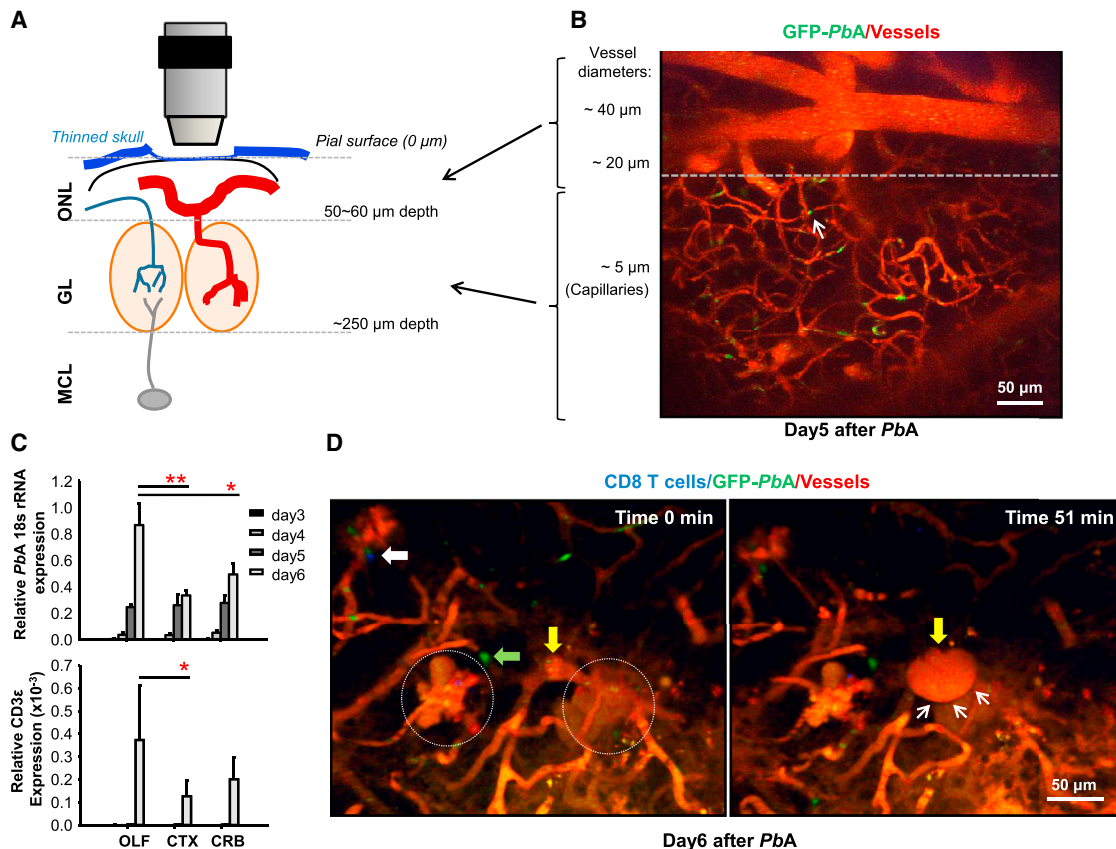 A
Thinned skull
Pial surface (0 µm)
ONL
50~60 µm depth
GL
~250 µm depth
MCL
Vessel
diameters:
~ 40 µm
~ 20 µm
~ 5 µm
(Capillaries)
B
GFP-PbA/Vessels
50 µm
Day5 after PbA
C
Relative PbA 18s rRNA
expression
1.2
1.0
0.8
0.6
0.4
0.2
0.0
** *
day3
day4
day5
day6
Relative CD3ε
Expression (x10-³)
0.7
0.6
0.5
0.4
0.3
0.2
0.1
0.0
*
OLF CTX CRB
D
CD8 T cells/GFP-PbA/Vessels
Time 0 min
Time 51 min
50 µm
Day6 after PbA